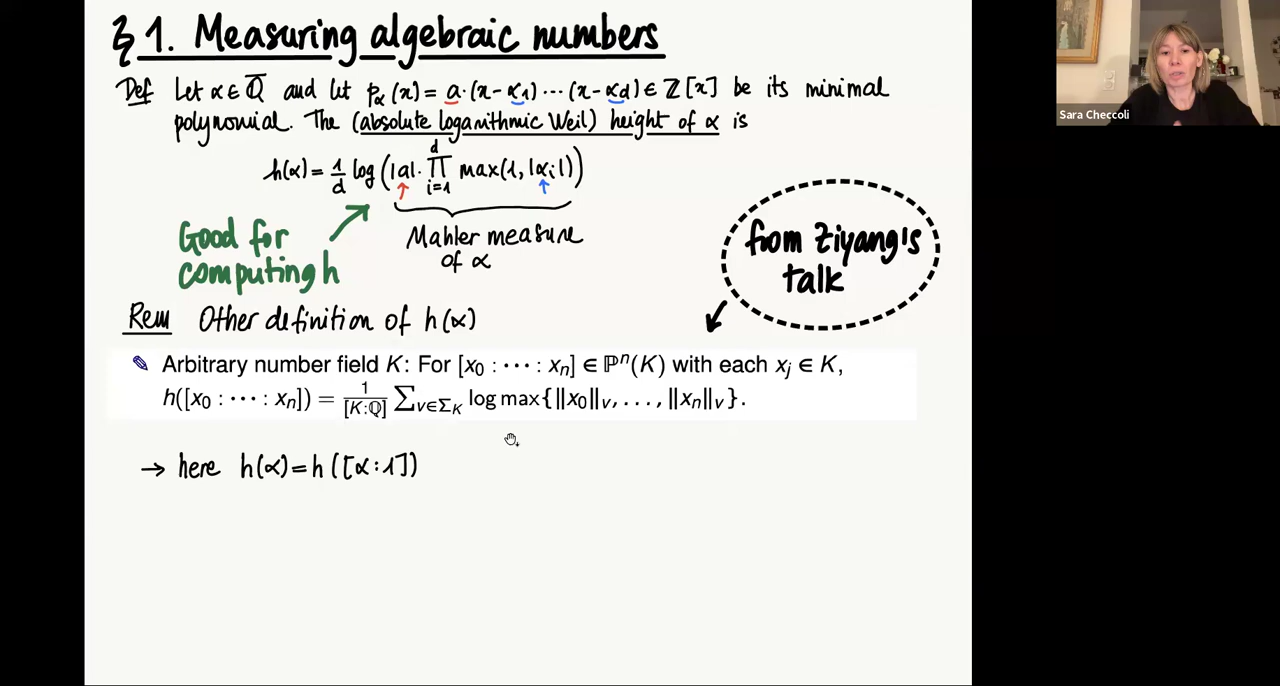 § 1. Measuring algebraic numbers
Def Let α ∈ Q̅ and let pα(x) = a·(x-α1)···(x-αd) ∈ Z[x] be its minimal
polynomial. The (absolute logarithmic Weil) height of α is
h(α) = 1/d log(|a|· ∏_{i=1}^{d} max(1, |αi|))
Good for
computing h
Mahler measure
of α
from Ziyang's
talk
Rem Other definition of h(α)
✎ Arbitrary number field K: For [x0 : ··· : xn] ∈ ℙⁿ(K) with each xj ∈ K,
h([x0 : ··· : xn]) = 1/[K:ℚ] ∑_{v∈ΣK} log max{‖x0‖v, . . . , ‖xn‖v}.
→ here h(α) = h([α:1])
Sara Checcoli